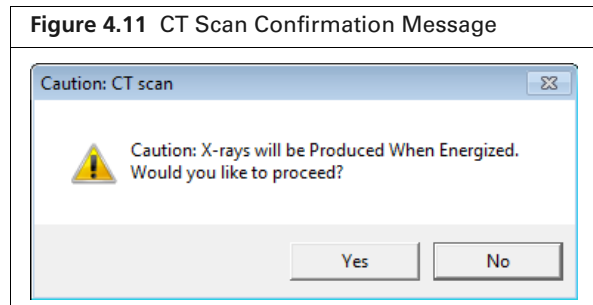 Figure 4.11 CT Scan Confirmation Message
Caution: CT scan
Caution: X-rays will be Produced When Energized.
Would you like to proceed?
Yes No